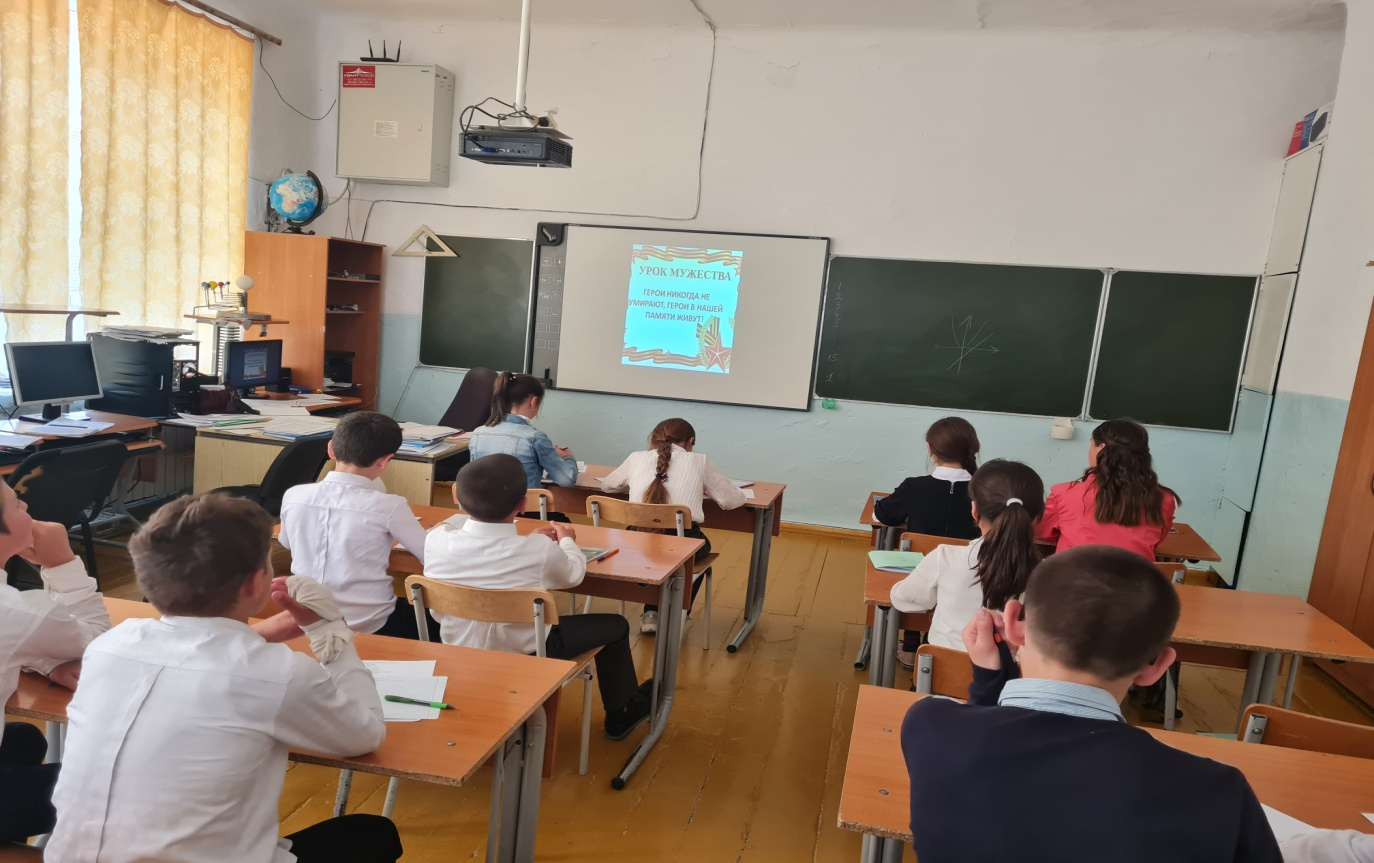 УРОК МУЖЕСТВА
ГЕРОИ НИКОГДА НЕ
УМИРАЮТ, ГЕРОИ В НАШЕЙ
ПАМЯТИ ЖИВУТ!